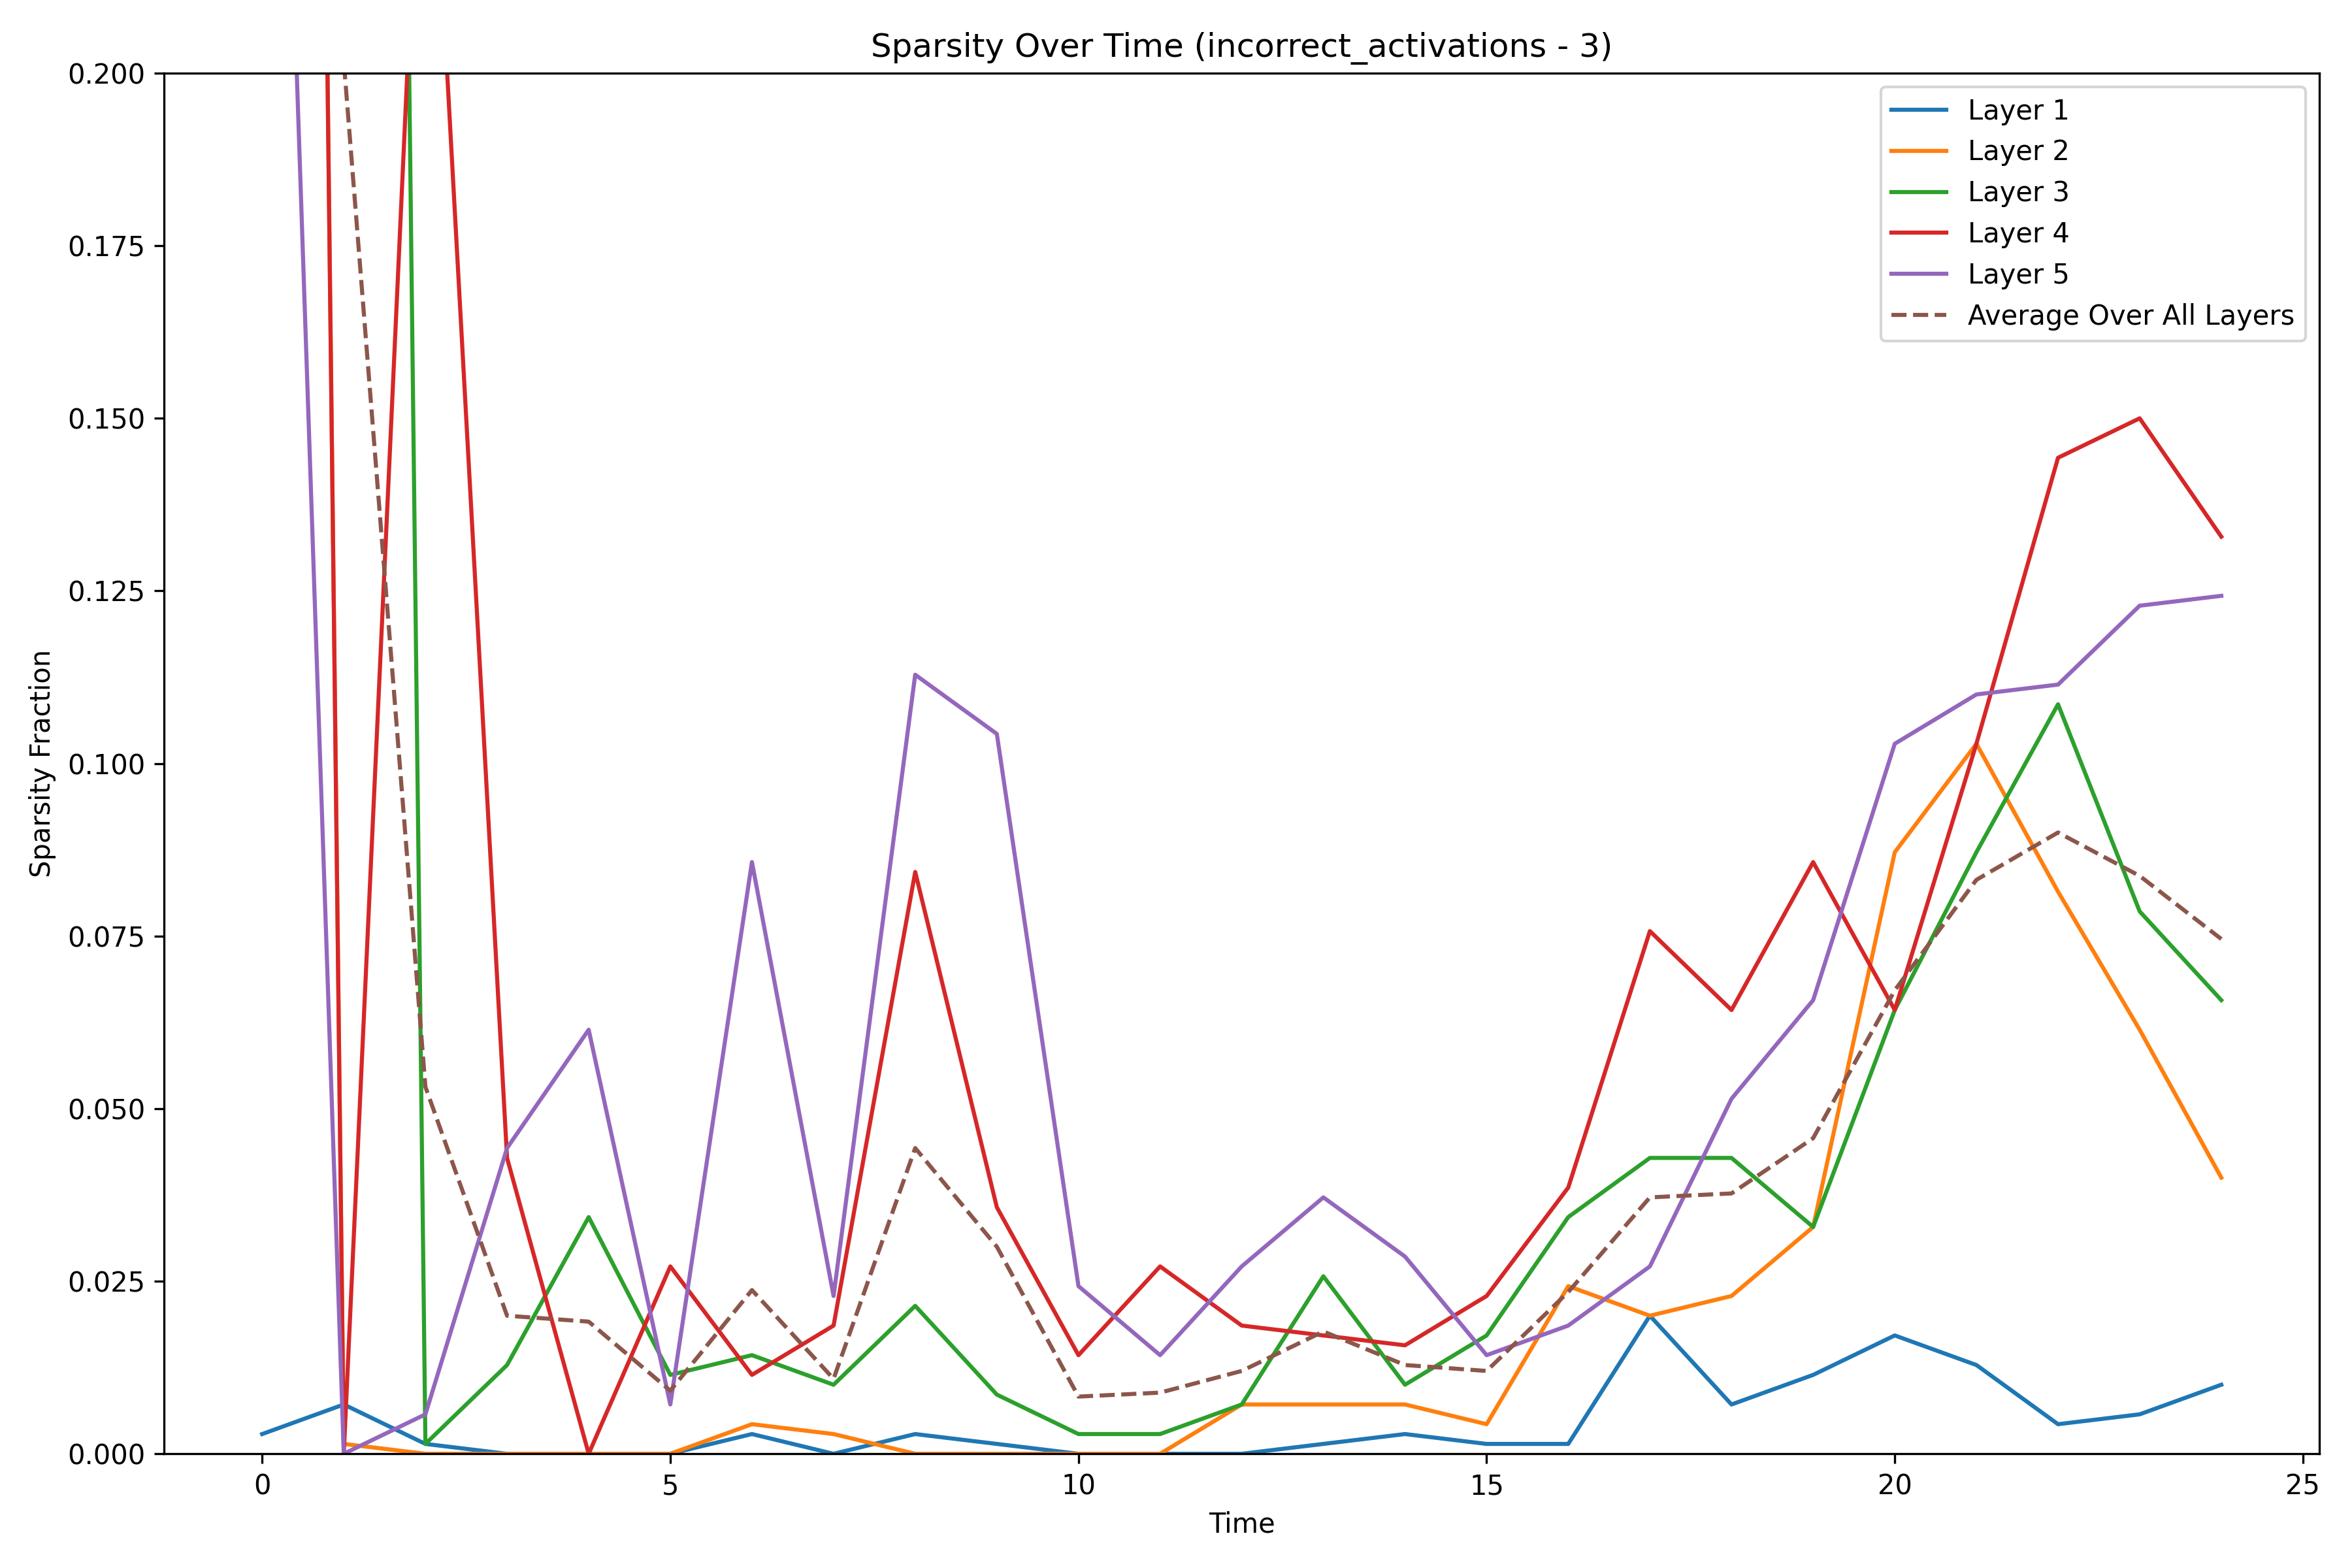 Sparsity Over Time (incorrect_activations - 3)
0.200
0.175
0.150
0.125
0.100
0.075
0.050
0.025
0.000
Sparsity Fraction
Layer 1
Layer 2
Layer 3
Layer 4
Layer 5
Average Over All Layers
0 5 10 15 20 25
Time